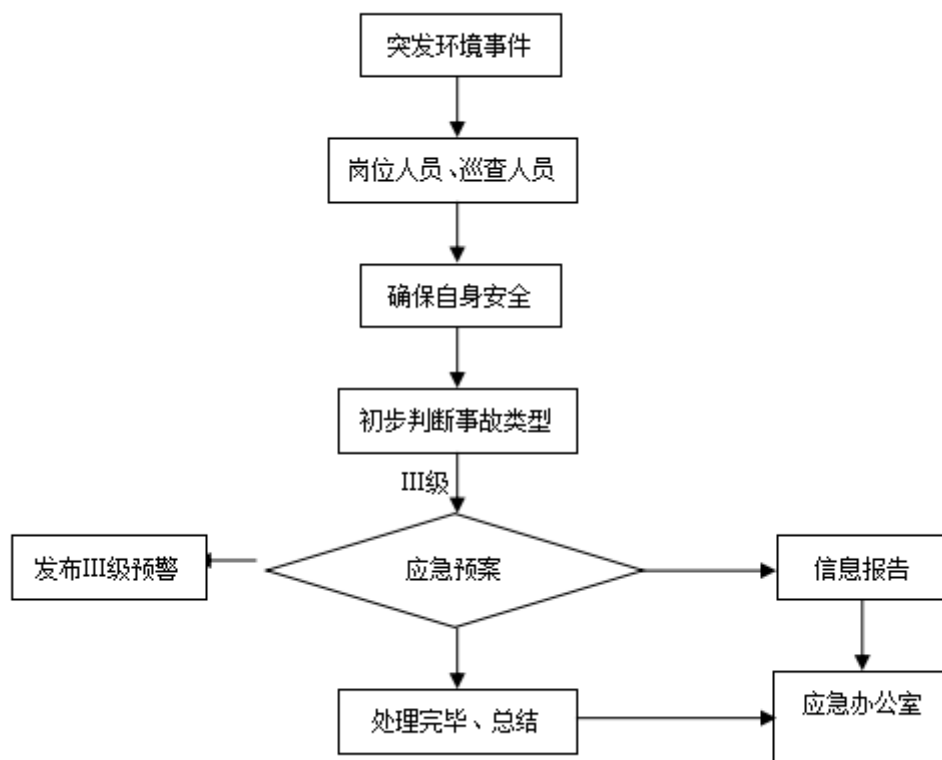 突发环境事件
岗位人员、巡查人员
确保自身安全
初步判断事故类型
III级
发布III级预警
应急预案
信息报告
处理完毕、总结
应急办公室